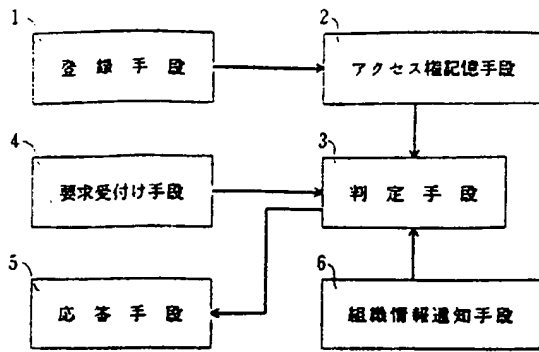 1
登録手段
2
アクセス権記憶手段
4
要求受付け手段
3
判定手段
5
応答手段
6
組織情報通知手段